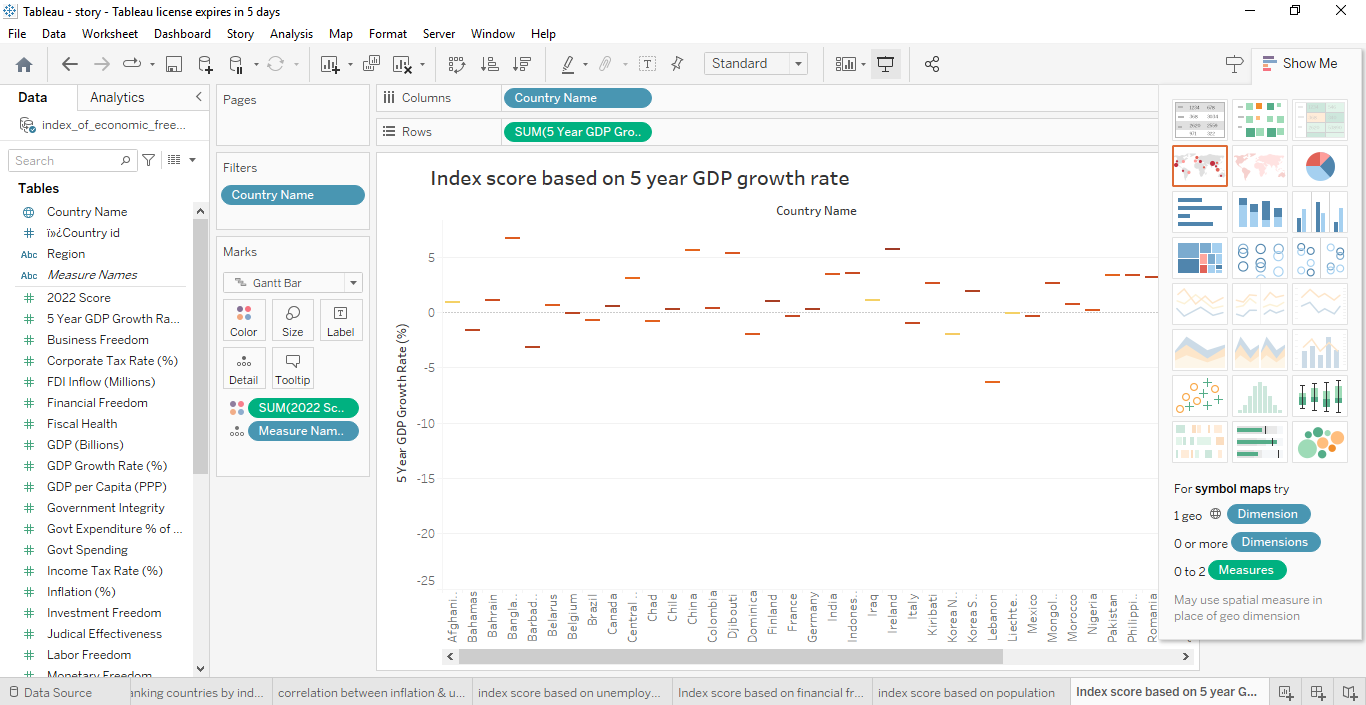 Tableau - story - Tableau license expires in 5 days
File Data Worksheet Dashboard Story Analysis Map Format Server Window Help
Standard
Show Me
Data Analytics
index_of_economic_free...
Search
Tables
Country Name
ï»¿Country id
Abc Region
Abc Measure Names
2022 Score
5 Year GDP Growth Ra...
Business Freedom
Corporate Tax Rate (%)
FDI Inflow (Millions)
Financial Freedom
Fiscal Health
GDP (Billions)
GDP Growth Rate (%)
GDP per Capita (PPP)
Government Integrity
Govt Expenditure % of ...
Govt Spending
Income Tax Rate (%)
Inflation (%)
Investment Freedom
Judical Effectiveness
Labor Freedom
Monetary Freedom
Pages
Filters
Country Name
Marks
Gantt Bar
Color
Size
Label
Detail
Tooltip
SUM(2022 Sc..
Measure Nam..
Columns
Country Name
Rows
SUM(5 Year GDP Gro..
Index score based on 5 year GDP growth rate
Country Name
5 Year GDP Growth Rate (%)
5
0
-5
-10
-15
-20
-25
Afghani..
Bahamas
Bahrain
Bangla..
Barbad..
Belarus
Belgium
Brazil
Canada
Central ..
Chad
Chile
China
Colombia
Djibouti
Dominica
Finland
France
Germany
India
Indones..
Iraq
Ireland
Italy
Kiribati
Korea N..
Korea S..
Lebanon
Liechte..
Mexico
Mongol..
Morocco
Nigeria
Pakistan
Philippi..
Romania
For symbol maps try
1 geo Dimension
0 or more Dimensions
0 to 2 Measures
May use spatial measure in
place of geo dimension
Data Source
anking countries by ind...
correlation between inflation & u...
index score based on unemploy...
Index score based on financial fr...
index score based on population
Index score based on 5 year G...